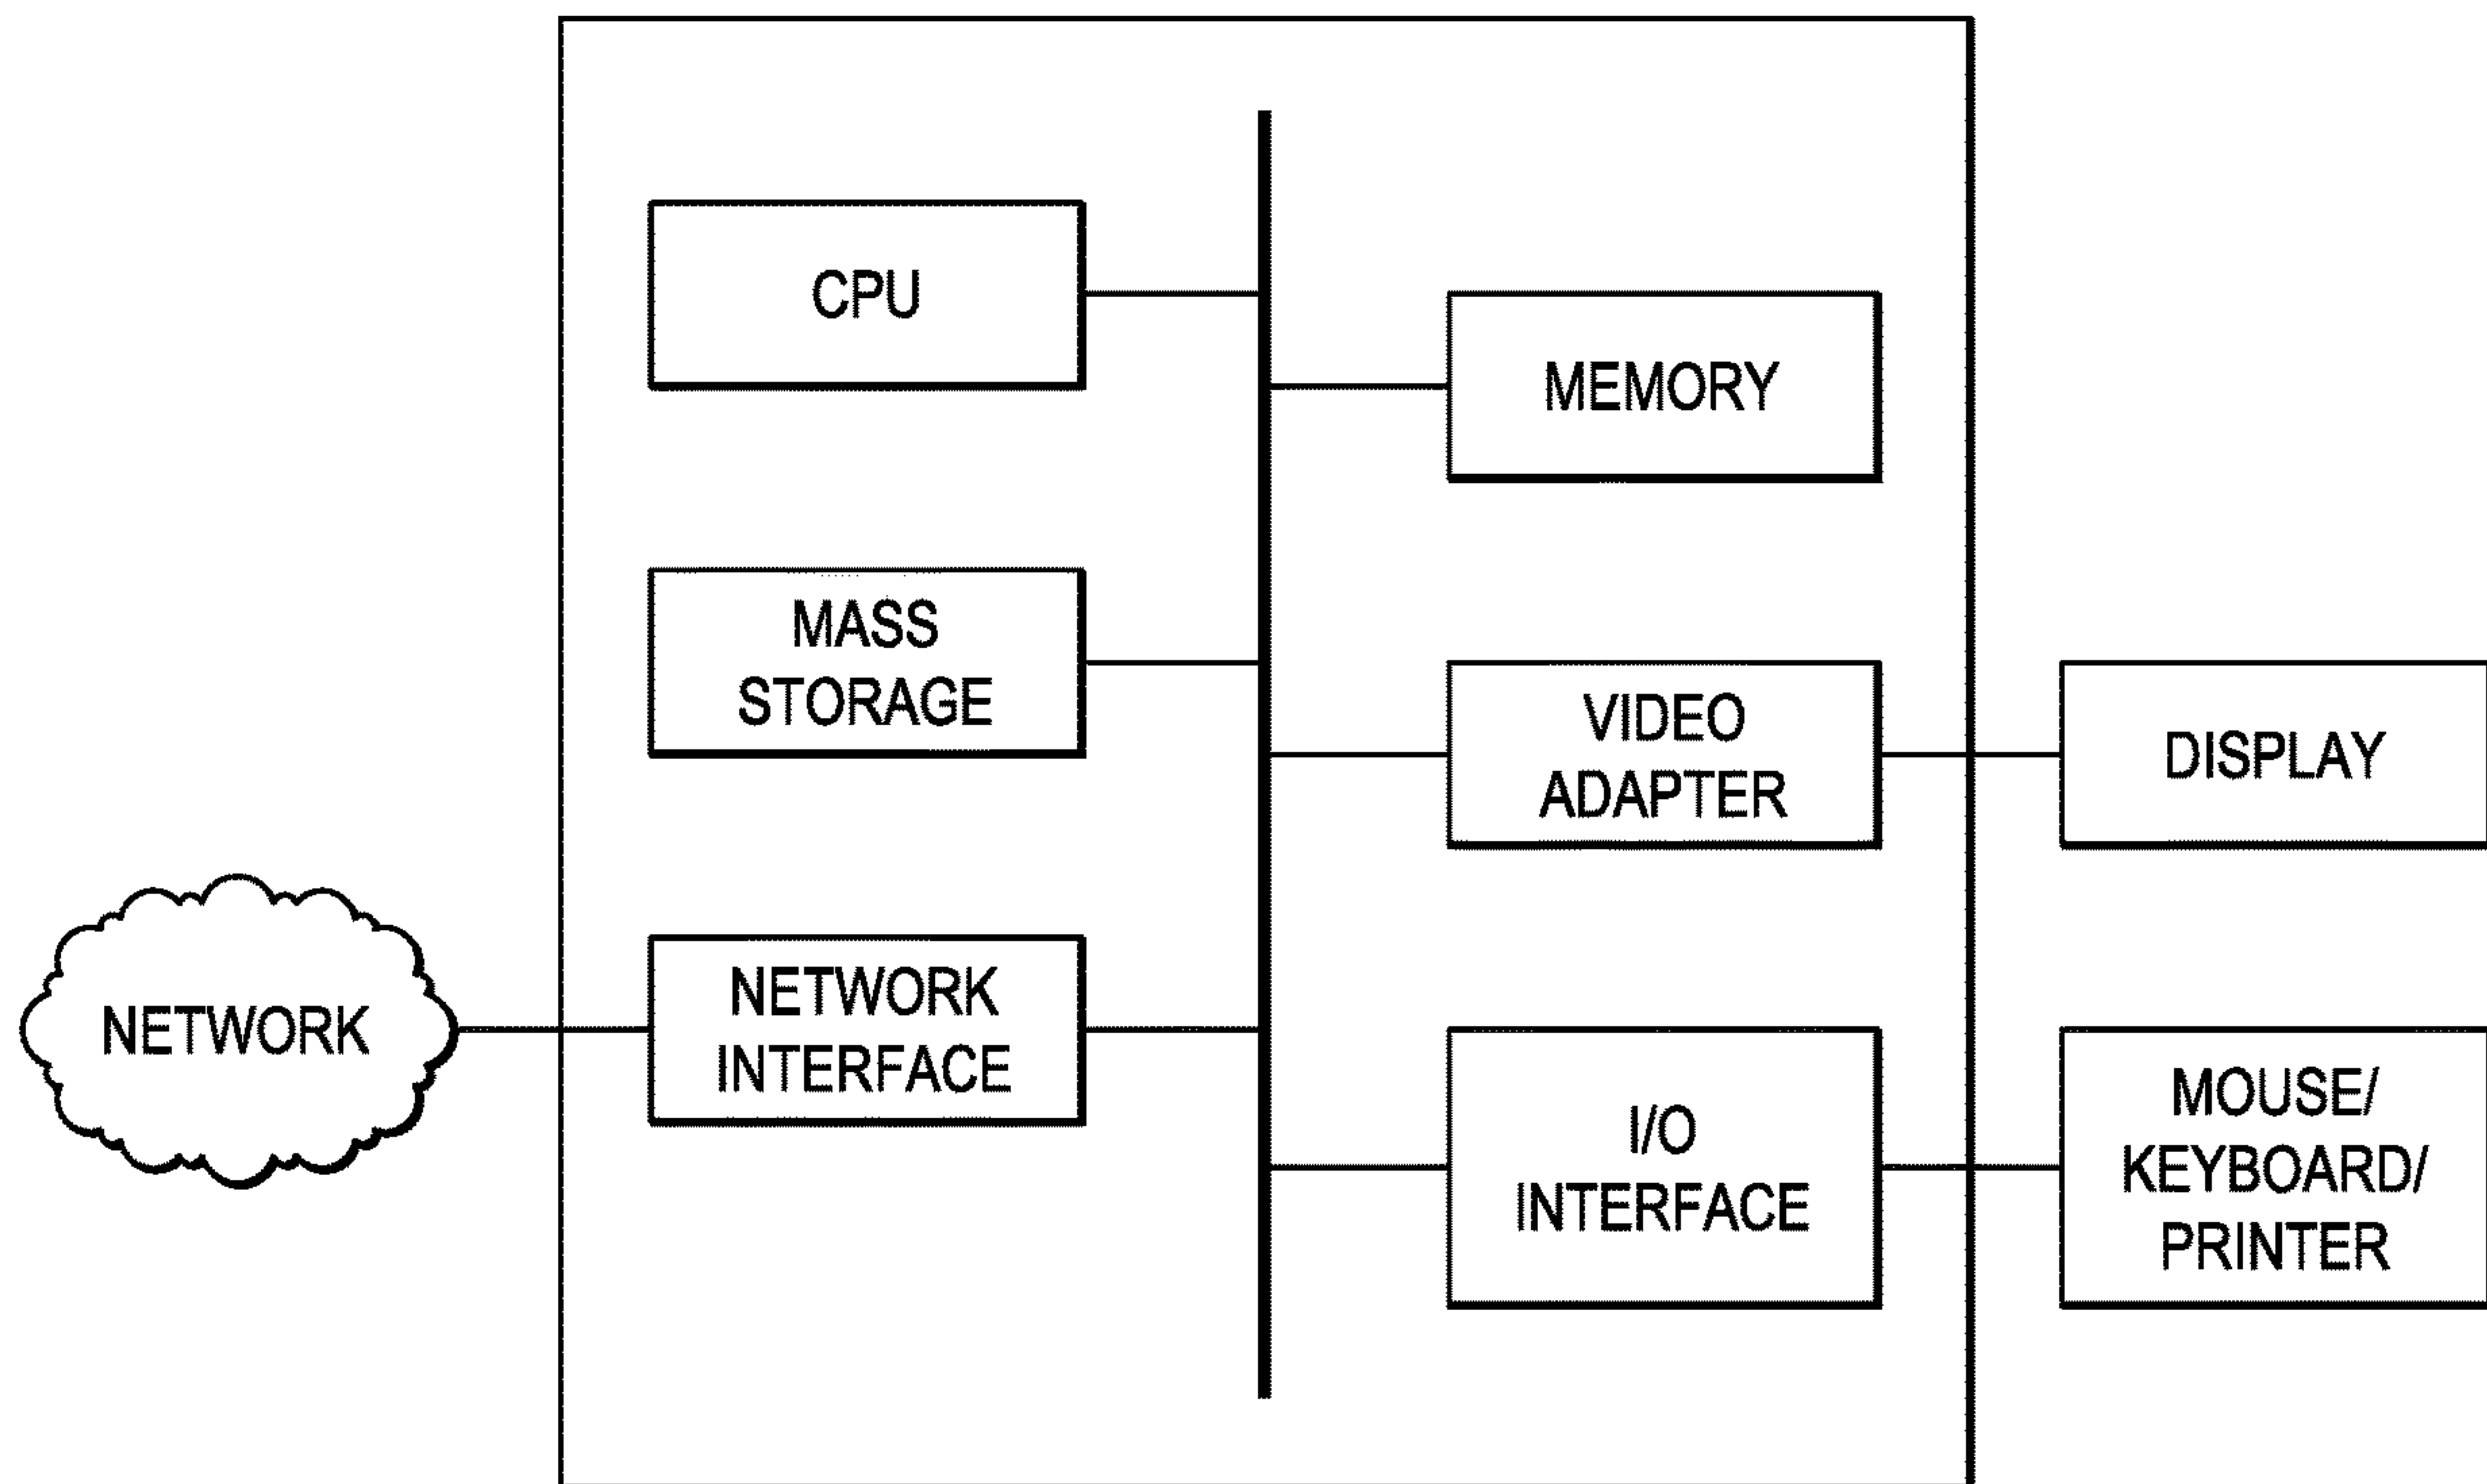 CPU
MEMORY
MASS
STORAGE
VIDEO
ADAPTER
DISPLAY
NETWORK
NETWORK
INTERFACE
I/O
INTERFACE
MOUSE/
KEYBOARD/
PRINTER